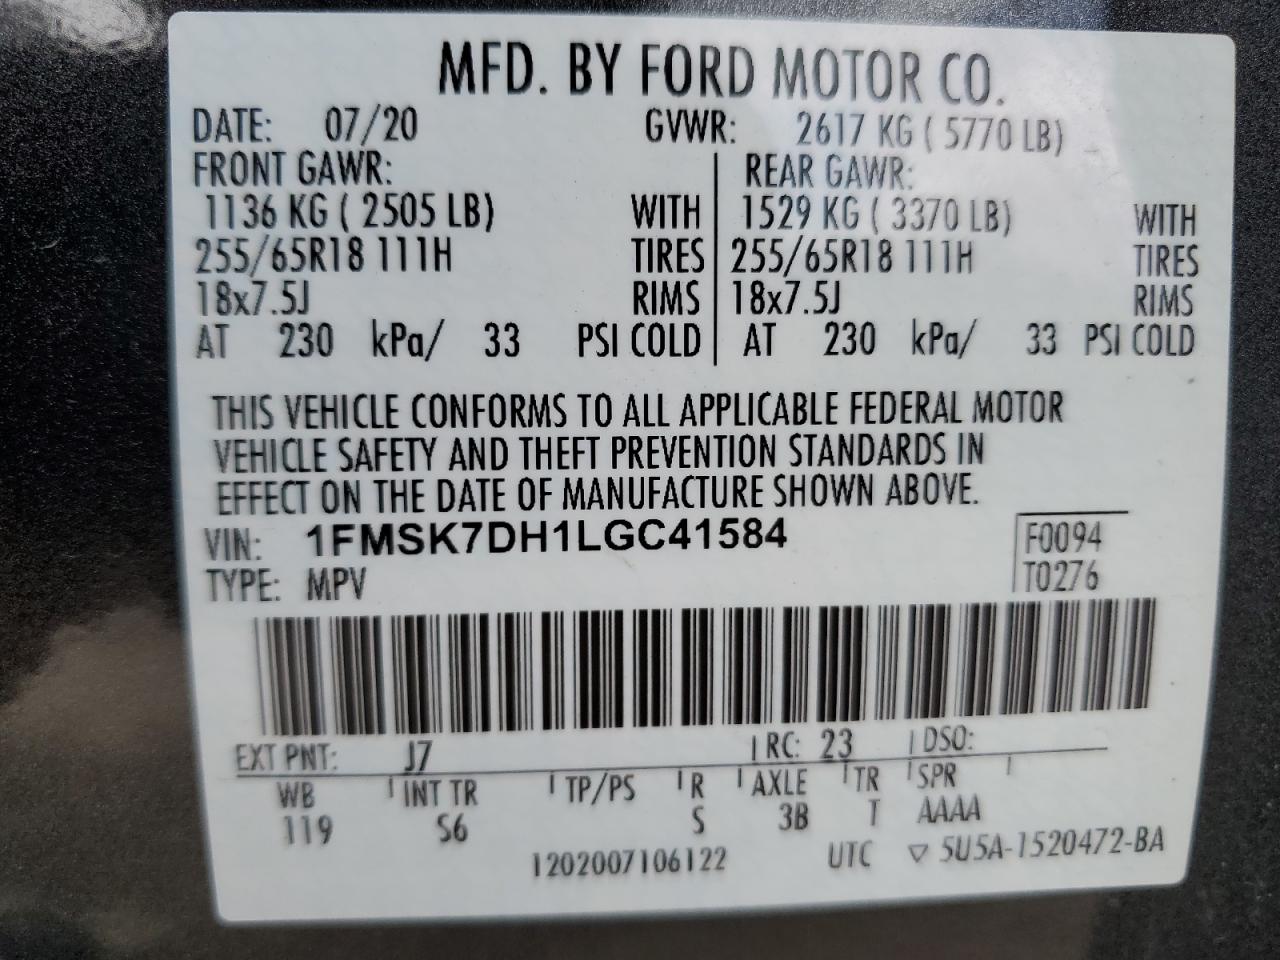 MFD. BY FORD MOTOR CO.
DATE: 07/20 GVWR: 2617 KG ( 5770 LB)
FRONT GAWR: REAR GAWR:
1136 KG ( 2505 LB) WITH 1529 KG ( 3370 LB) WITH
255/65R18 111H TIRES 255/65R18 111H TIRES
18x7.5J RIMS 18x7.5J RIMS
AT 230 kPa/ 33 PSI COLD AT 230 kPa/ 33 PSI COLD
THIS VEHICLE CONFORMS TO ALL APPLICABLE FEDERAL MOTOR
VEHICLE SAFETY AND THEFT PREVENTION STANDARDS IN
EFFECT ON THE DATE OF MANUFACTURE SHOWN ABOVE.
VIN: 1FMSK7DH1LGC41584 F0094
TYPE: MPV T0276
EXT PNT: J7 RC: 23 DSO:
WB INT TR TP/PS R AXLE TR SPR
119 S6 S 3B T AAAA
1202007106122 UTC ▽ 5U5A-1520472-BA